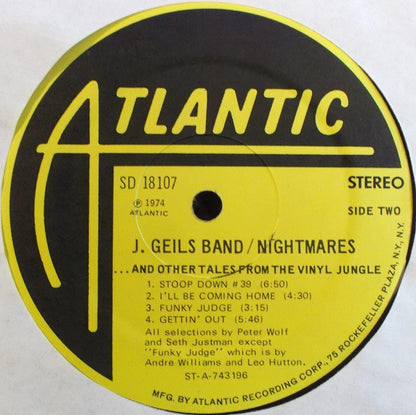 ATLANTIC
SD 18107
STEREO
℗ 1974
ATLANTIC
SIDE TWO
J. GEILS BAND/NIGHTMARES
...AND OTHER TALES FROM THE VINYL JUNGLE
1. STOOP DOWN #39 (6:50)
2. I'LL BE COMING HOME (4:30)
3. FUNKY JUDGE (3:15)
4. GETTIN' OUT (5:46)
All selections by Peter Wolf
and Seth Justman except
"Funky Judge" which is by
Andre Williams and Leo Hutton.
ST-A-743196
MFG. BY ATLANTIC RECORDING CORP., 75 ROCKEFELLER PLAZA, N.Y., N.Y.